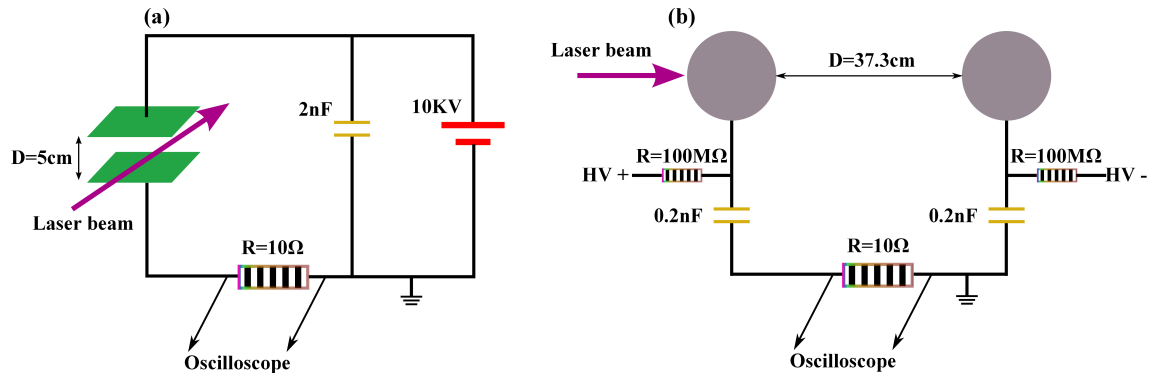 (a)
2nF
10KV
D=5cm
Laser beam
R=10Ω
Oscilloscope
(b)
Laser beam
D=37.3cm
R=100MΩ
HV +
R=100MΩ
HV -
0.2nF
0.2nF
R=10Ω
Oscilloscope